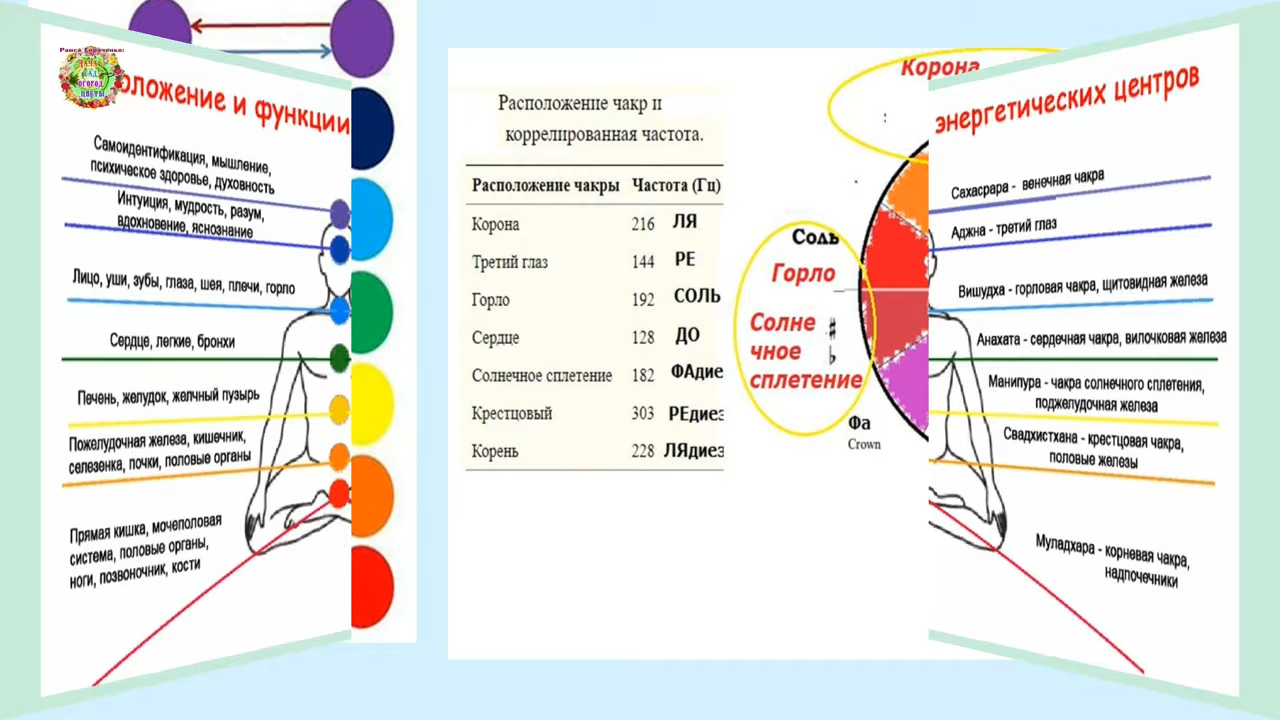 Раиса Горяченко:
ДАЧА
САД
ОГОРОД
ЦВЕТЫ
оложение и функции
Самоидентификация, мышление,
психическое здоровье, духовность
Интуиция, мудрость, разум,
вдохновение, яснознание
Лицо, уши, зубы, глаза, шея, плечи, горло
Сердце, легкие, бронхи
Печень, желудок, желчный пузырь
Пожелудочная железа, кишечник,
селезенка, почки, половые органы
Прямая кишка, мочеполовая
система, половые органы,
ноги, позвоночник, кости
Расположение чакр и
коррелированная частота.
Расположение чакры Частота (Гц)
Корона 216 ЛЯ
Третий глаз 144 РЕ
Горло 192 СОЛЬ
Сердце 128 ДО
Солнечное сплетение 182 ФАдиез
Крестцовый 303 РЕдиез
Корень 228 ЛЯдиез
Корона
Соль
Горло
Солне ♯
чное ♭
сплетение
Фа
Crown
энергетических центров
Сахасрара - венечная чакра
Аджна - третий глаз
Вишудха - горловая чакра, щитовидная железа
Анахата - сердечная чакра, вилочковая железа
Манипура - чакра солнечного сплетения,
поджелудочная железа
Свадхистхана - крестцовая чакра,
половые железы
Муладхара - корневая чакра,
надпочечники